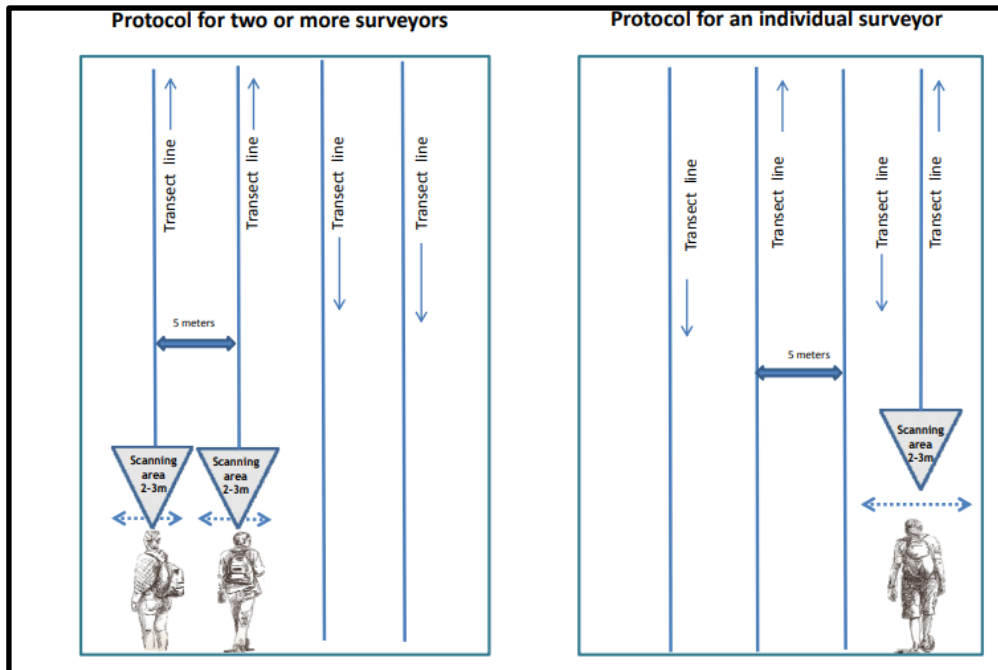 Protocol for two or more surveyors
Transect line
Transect line
Transect line
Transect line
5 meters
Scanning
area
2-3m
Scanning
area
2-3m
Protocol for an individual surveyor
Transect line
Transect line
Transect line
Transect line
5 meters
Scanning
area
2-3m